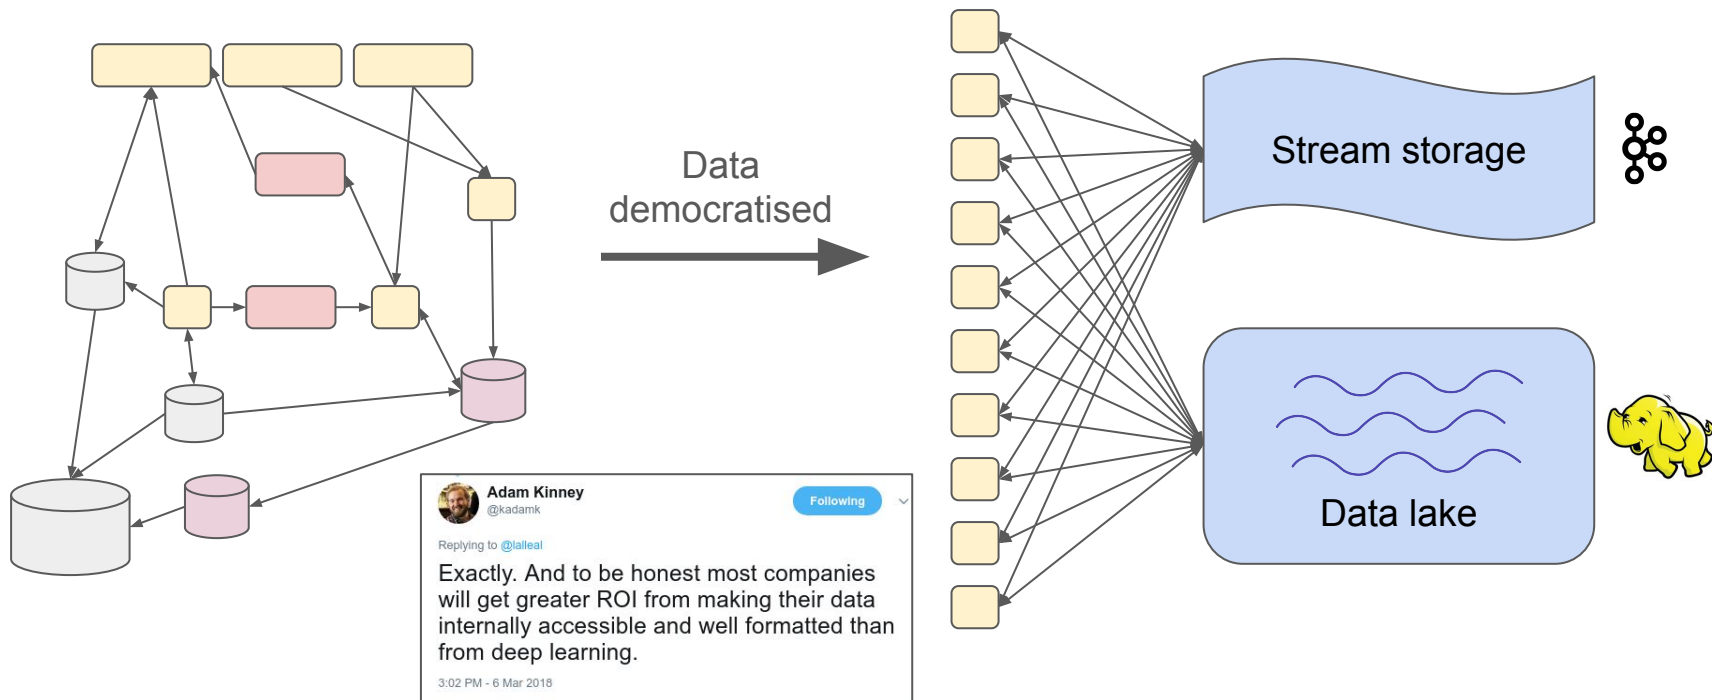 Data
democratised
Stream storage
Data lake
Adam Kinney
@kadamk
Following
Replying to @lalleal
Exactly. And to be honest most companies
will get greater ROI from making their data
internally accessible and well formatted than
from deep learning.
3:02 PM - 6 Mar 2018